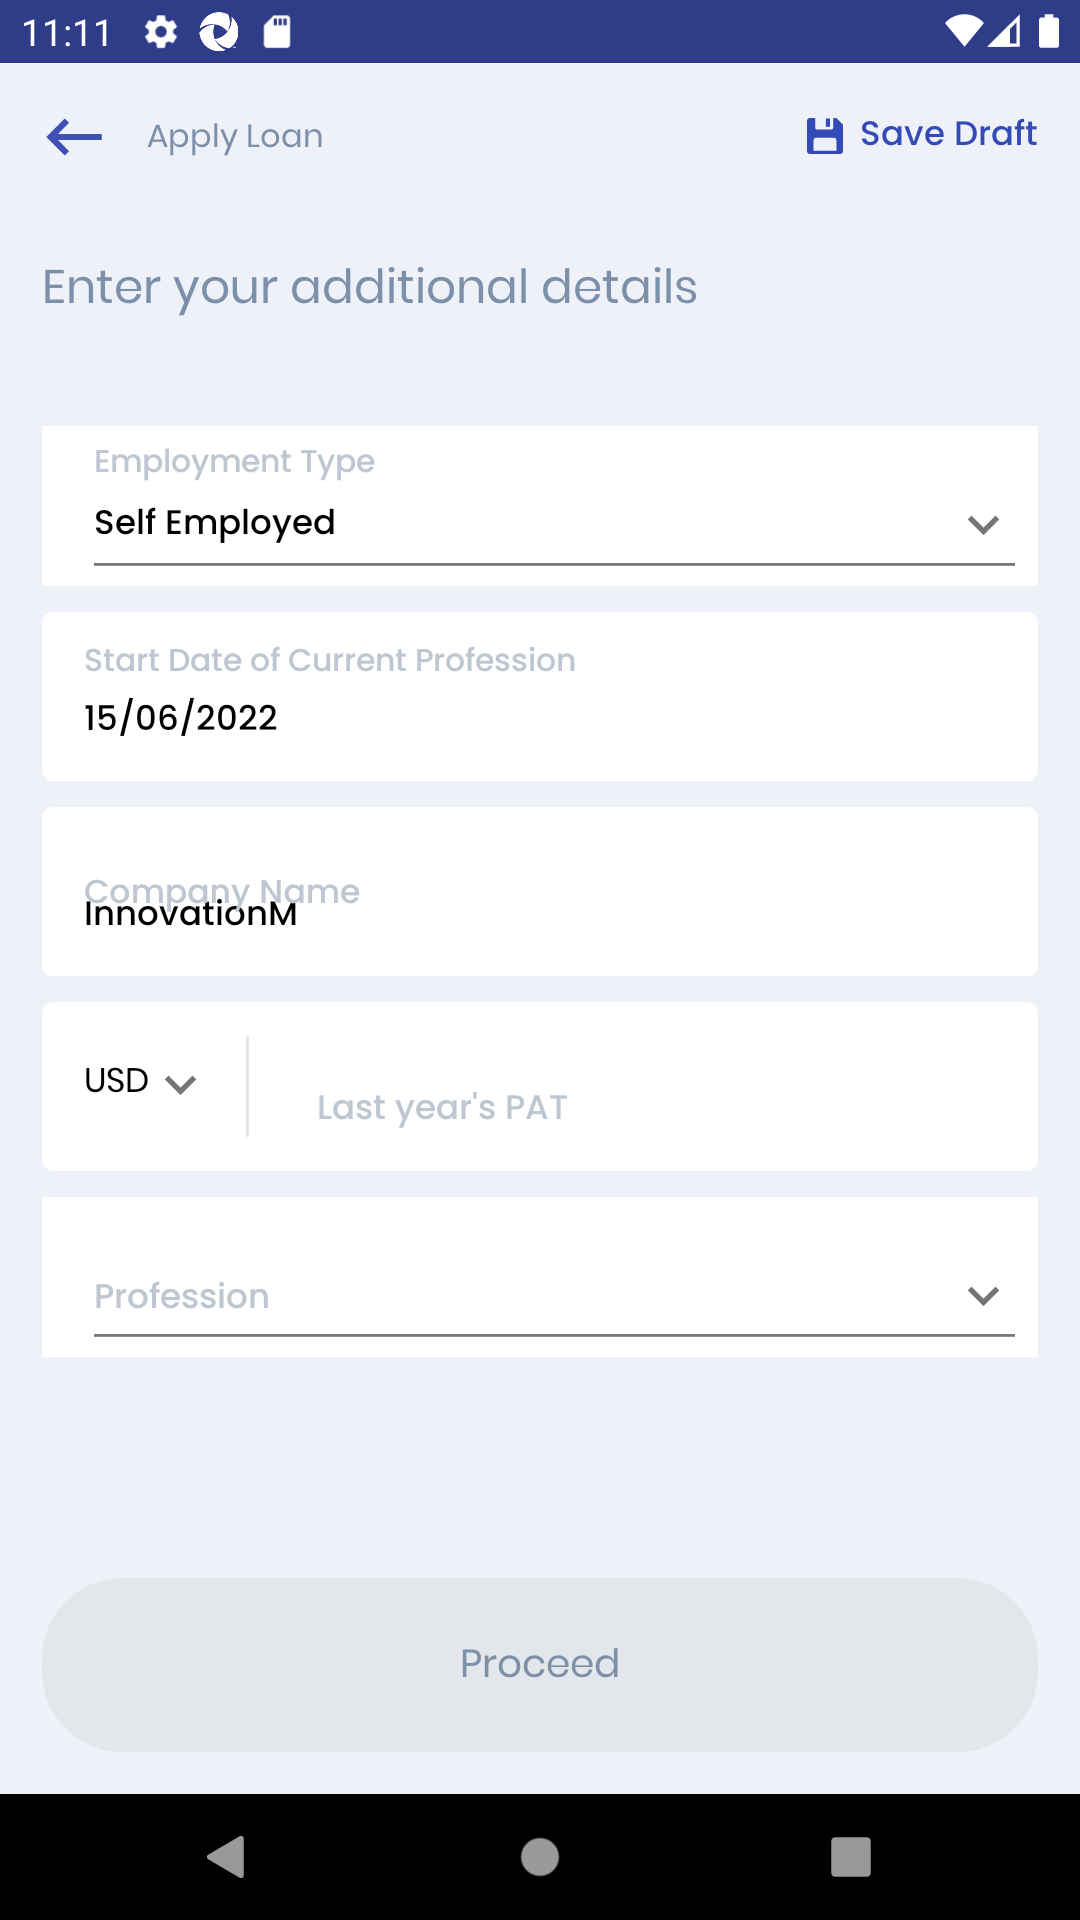 11:11
Apply Loan
Save Draft
Enter your additional details
Employment Type
Self Employed
Start Date of Current Profession
15/06/2022
Company Name
InnovationM
USD
Last year's PAT
Profession
Proceed